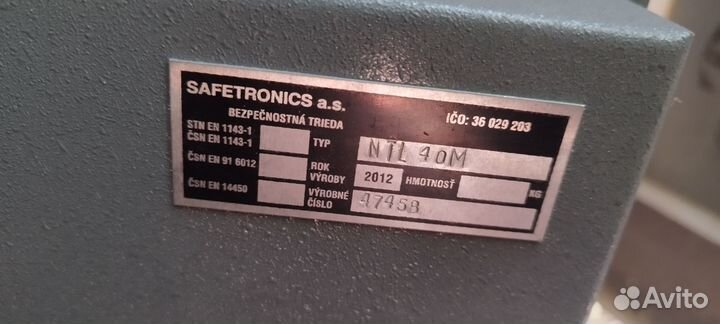 SAFETRONICS a.s.
BEZPEČNOSTNÁ TRIEDA IČO: 36 029 203
STN EN 1143-1
ČSN EN 1143-1 TYP NTL 40M
ČSN EN 91 6012 ROK VÝROBY 2012 HMOTNOSŤ KG
ČSN EN 14450 VÝROBNÉ ČÍSLO 47458
Avito